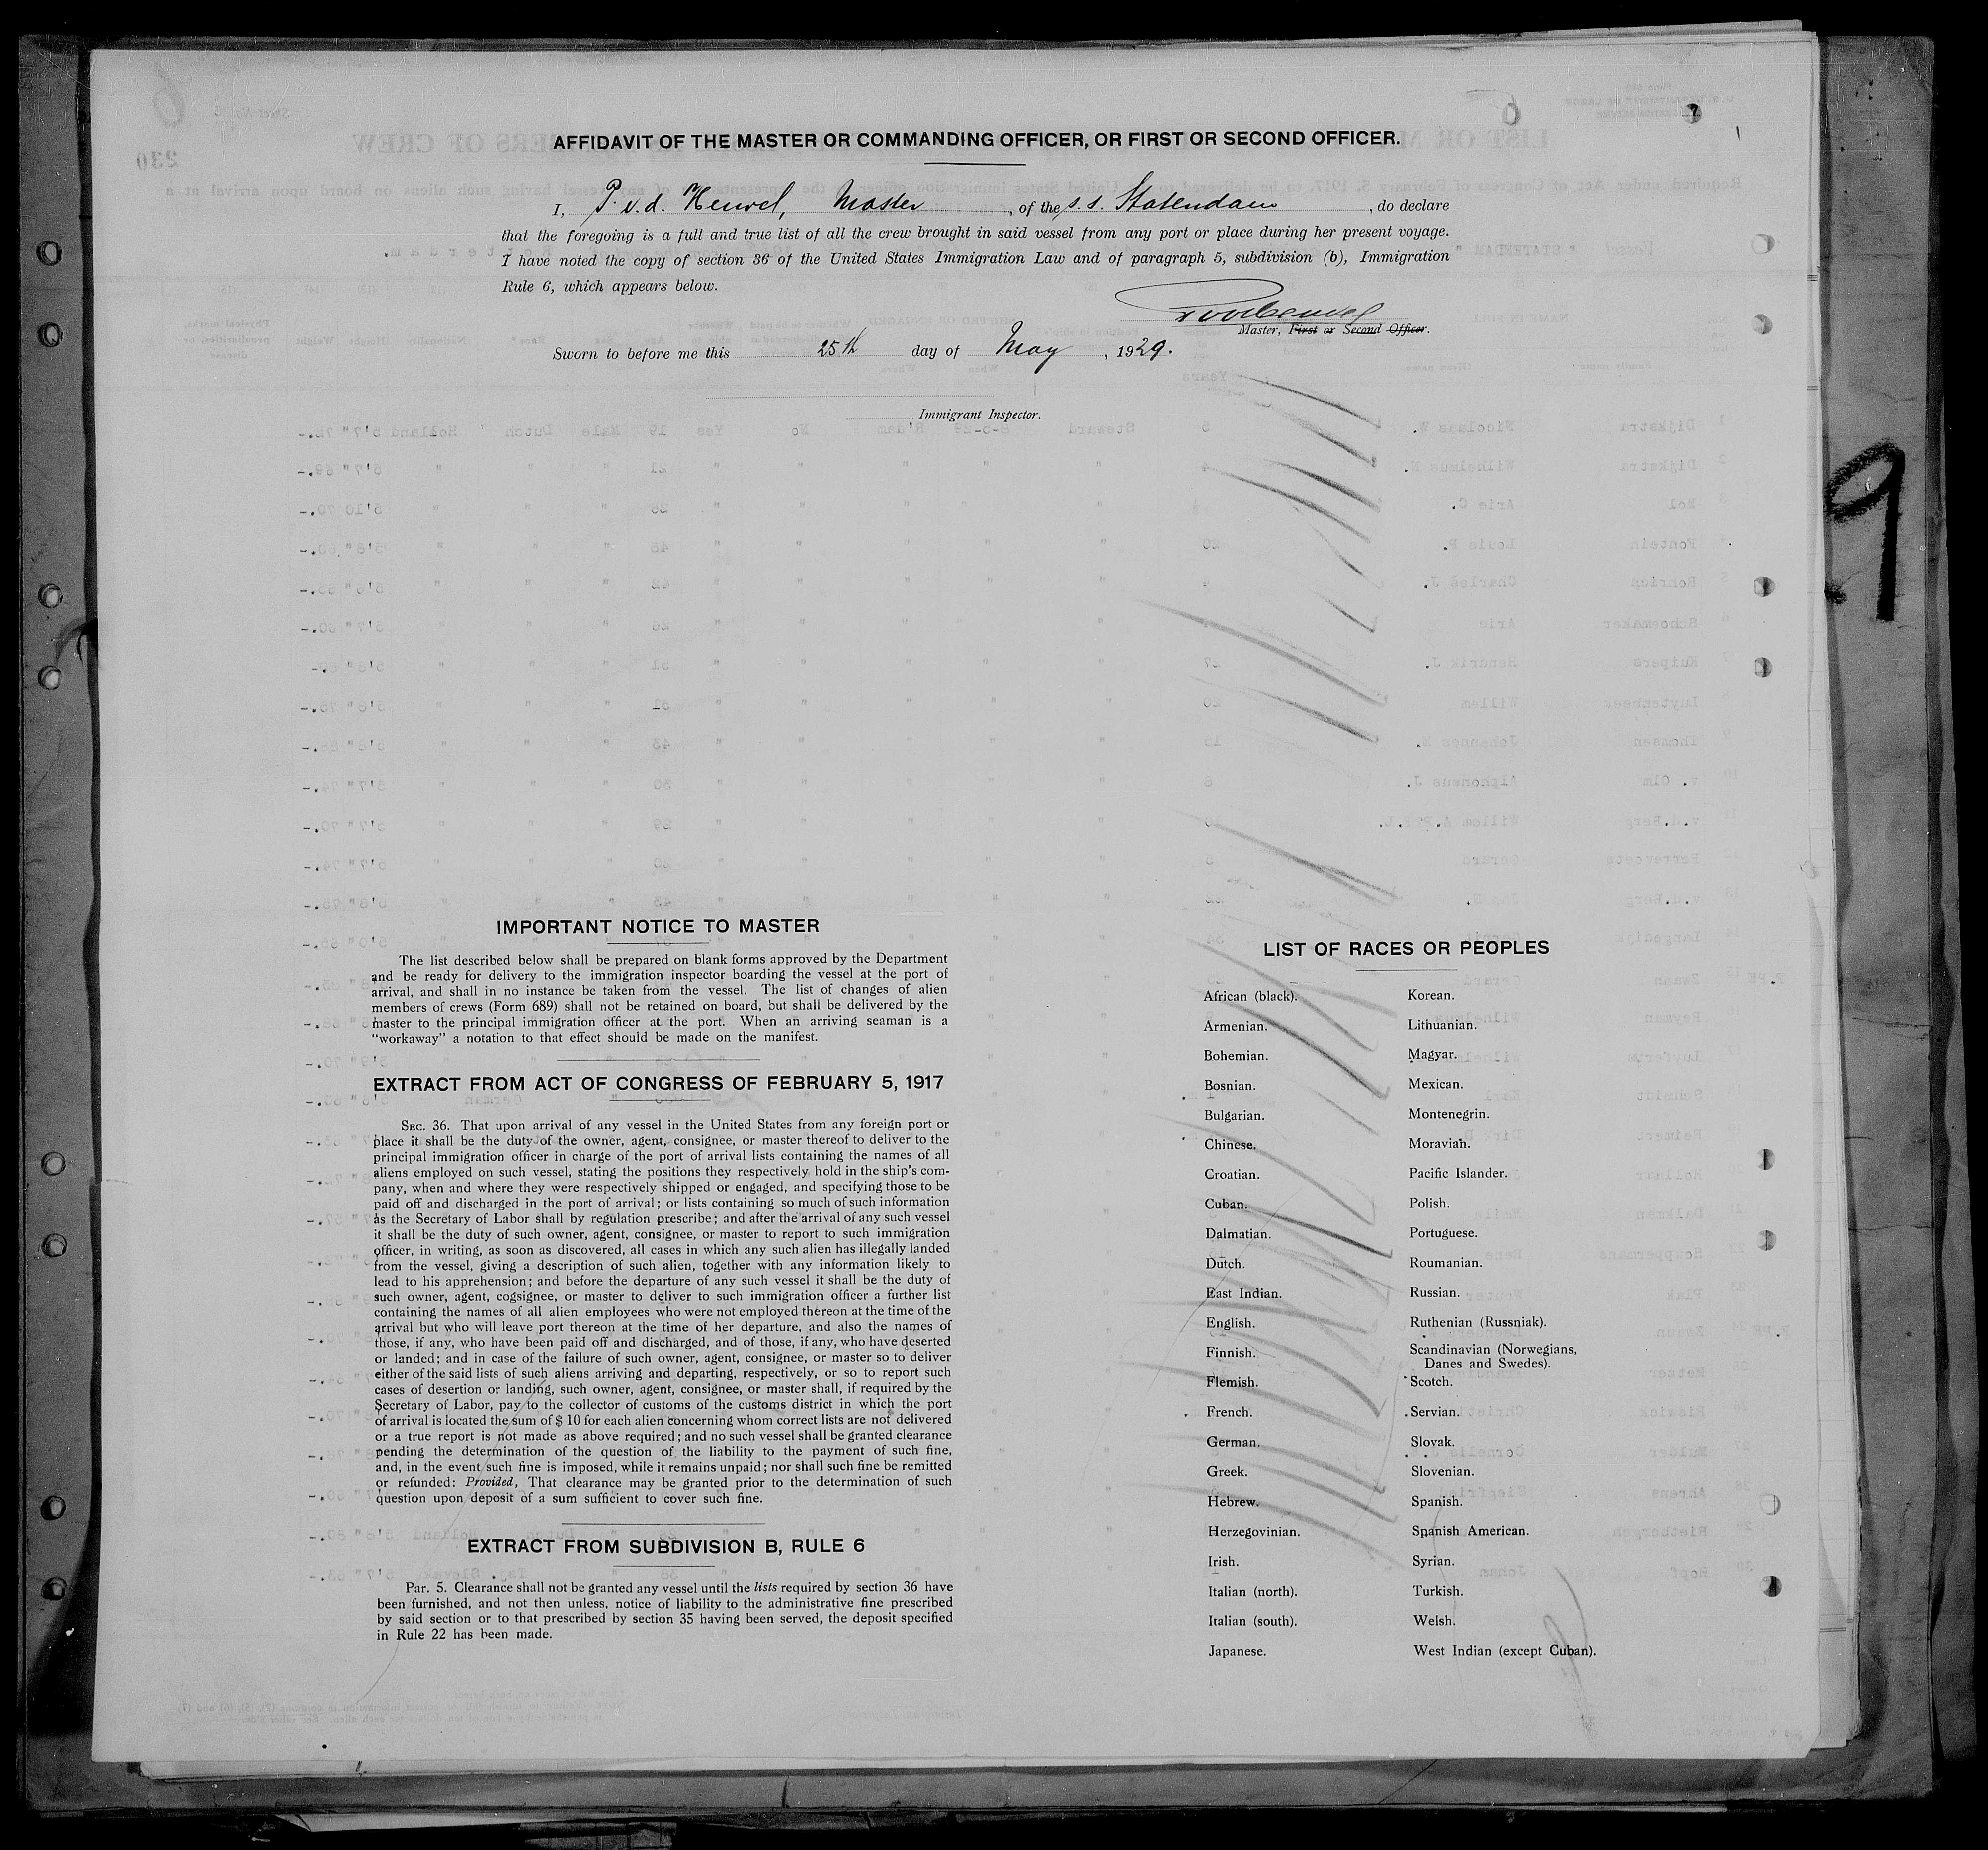 AFFIDAVIT OF THE MASTER OR COMMANDING OFFICER, OR FIRST OR SECOND OFFICER.
I, P. v. d. Heuvel, Master, of the s.s. Statendam, do declare
that the foregoing is a full and true list of all the crew brought in said vessel from any port or place during her present voyage.
I have noted the copy of section 36 of the United States Immigration Law and of paragraph 5, subdivision (b), Immigration
Rule 6, which appears below.
Master, First or Second Officer.
Sworn to before me this 25th day of May, 1929.
Immigrant Inspector.
9
IMPORTANT NOTICE TO MASTER
The list described below shall be prepared on blank forms approved by the Department
and be ready for delivery to the immigration inspector boarding the vessel at the port of
arrival, and shall in no instance be taken from the vessel. The list of changes of alien
members of crews (Form 689) shall not be retained on board, but shall be delivered by the
master to the principal immigration officer at the port. When an arriving seaman is a
“workaway” a notation to that effect should be made on the manifest.
EXTRACT FROM ACT OF CONGRESS OF FEBRUARY 5, 1917
SEC. 36. That upon arrival of any vessel in the United States from any foreign port or
place it shall be the duty of the owner, agent, consignee, or master thereof to deliver to the
principal immigration officer in charge of the port of arrival lists containing the names of all
aliens employed on such vessel, stating the positions they respectively hold in the ship's com-
pany, when and where they were respectively shipped or engaged, and specifying those to be
paid off and discharged in the port of arrival; or lists containing so much of such information
as the Secretary of Labor shall by regulation prescribe; and after the arrival of any such vessel
it shall be the duty of such owner, agent, consignee, or master to report to such immigration
officer, in writing, as soon as discovered, all cases in which any such alien has illegally landed
from the vessel, giving a description of such alien, together with any information likely to
lead to his apprehension; and before the departure of any such vessel it shall be the duty of
such owner, agent, cogsignee, or master to deliver to such immigration officer a further list
containing the names of all alien employees who were not employed thereon at the time of the
arrival but who will leave port thereon at the time of her departure, and also the names of
those, if any, who have been paid off and discharged, and of those, if any, who have deserted
or landed; and in case of the failure of such owner, agent, consignee, or master so to deliver
either of the said lists of such aliens arriving and departing, respectively, or so to report such
cases of desertion or landing, such owner, agent, consignee, or master shall, if required by the
Secretary of Labor, pay to the collector of customs of the customs district in which the port
of arrival is located the sum of $ 10 for each alien concerning whom correct lists are not delivered
or a true report is not made as above required; and no such vessel shall be granted clearance
pending the determination of the question of the liability to the payment of such fine,
and, in the event such fine is imposed, while it remains unpaid; nor shall such fine be remitted
or refunded: Provided, That clearance may be granted prior to the determination of such
question upon deposit of a sum sufficient to cover such fine.
EXTRACT FROM SUBDIVISION B, RULE 6
Par. 5. Clearance shall not be granted any vessel until the lists required by section 36 have
been furnished, and not then unless, notice of liability to the administrative fine prescribed
by said section or to that prescribed by section 35 having been served, the deposit specified
in Rule 22 has been made.
LIST OF RACES OR PEOPLES
African (black).
Armenian.
Bohemian.
Bosnian.
Bulgarian.
Chinese.
Croatian.
Cuban.
Dalmatian.
Dutch.
East Indian.
English.
Finnish.
Flemish.
French.
German.
Greek.
Hebrew.
Herzegovinian.
Irish.
Italian (north).
Italian (south).
Japanese.
Korean.
Lithuanian.
Magyar.
Mexican.
Montenegrin.
Moravian.
Pacific Islander.
Polish.
Portuguese.
Roumanian.
Russian.
Ruthenian (Russniak).
Scandinavian (Norwegians,
Danes and Swedes).
Scotch.
Servian.
Slovak.
Slovenian.
Spanish.
Spanish American.
Syrian.
Turkish.
Welsh.
West Indian (except Cuban).